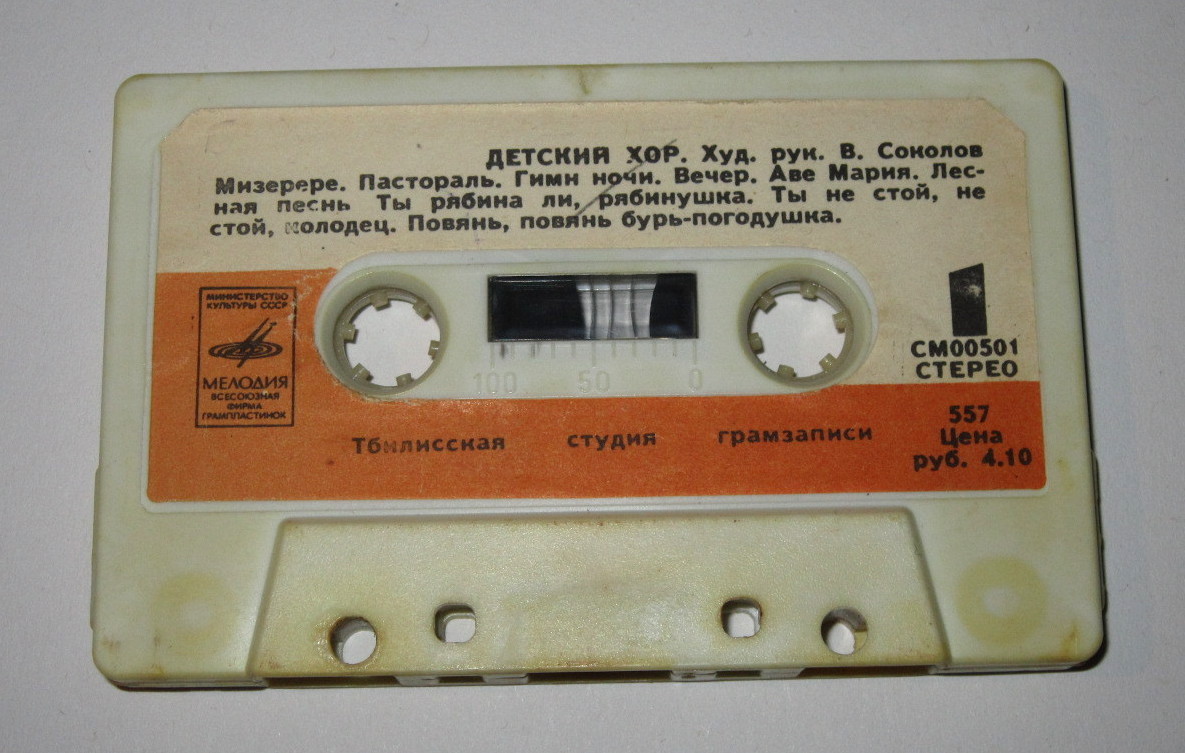 ДЕТСКИЙ ХОР. Худ. рук. В. Соколов
Мизерере. Пастораль. Гимн ночи. Вечер. Аве Мария. Лес-
ная песнь Ты рябина ли, рябинушка. Ты не стой, не
стой, колодец. Повянь, повянь бурь-погодушка.
МИНИСТЕРСТВО
КУЛЬТУРЫ СССР
МЕЛОДИЯ
ВСЕСОЮЗНАЯ
ФИРМА
ГРАМПЛАСТИНОК
1
СМ00501
СТЕРЕО
100 50 0
Тбилисская студия грамзаписи
557
Цена
руб. 4.10